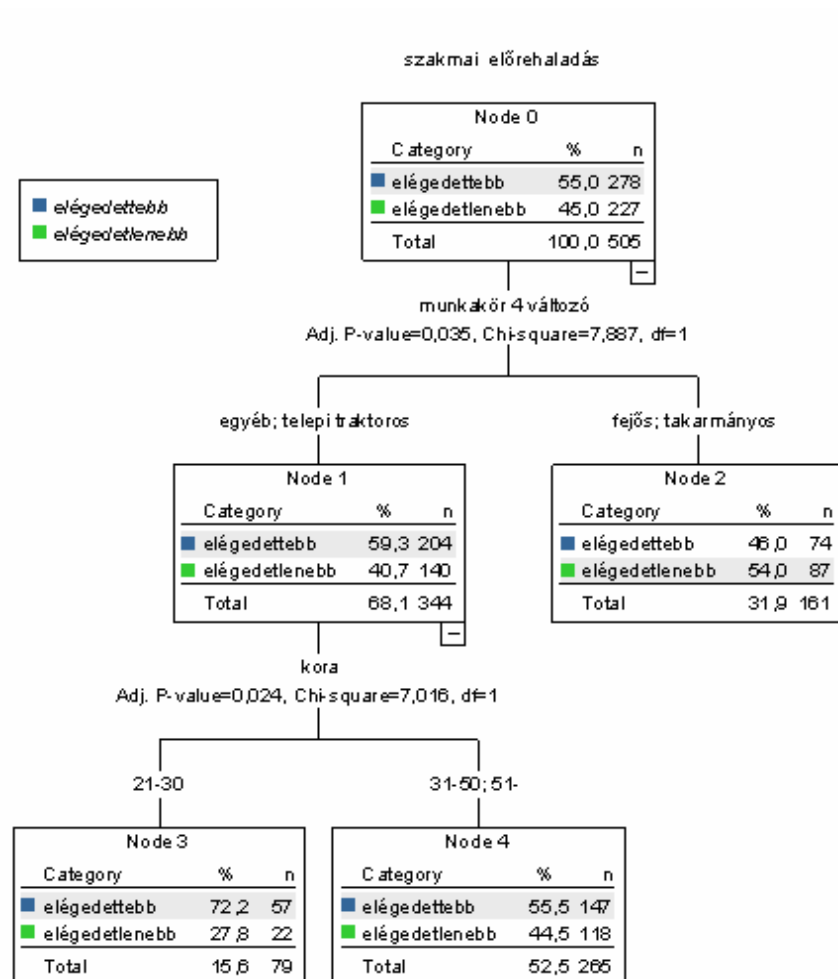 szakmai előrehaladás
Node 0
Category % n
elégedettebb 55,0 278
elégedetlenebb 45,0 227
Total 100,0 505
elégedettebb
elégedetlenebb
munkakör 4 változó
Adj. P-value=0,035, Chi-square=7,887, df=1
egyéb; telepi traktoros
fejős; takarmányos
Node 1
Category % n
elégedettebb 59,3 204
elégedetlenebb 40,7 140
Total 68,1 344
Node 2
Category % n
elégedettebb 46,0 74
elégedetlenebb 54,0 87
Total 31,9 161
kora
Adj. P-value=0,024, Chi-square=7,016, df=1
21-30
31-50; 51-
Node 3
Category % n
elégedettebb 72,2 57
elégedetlenebb 27,8 22
Total 15,6 79
Node 4
Category % n
elégedettebb 55,5 147
elégedetlenebb 44,5 118
Total 52,5 265